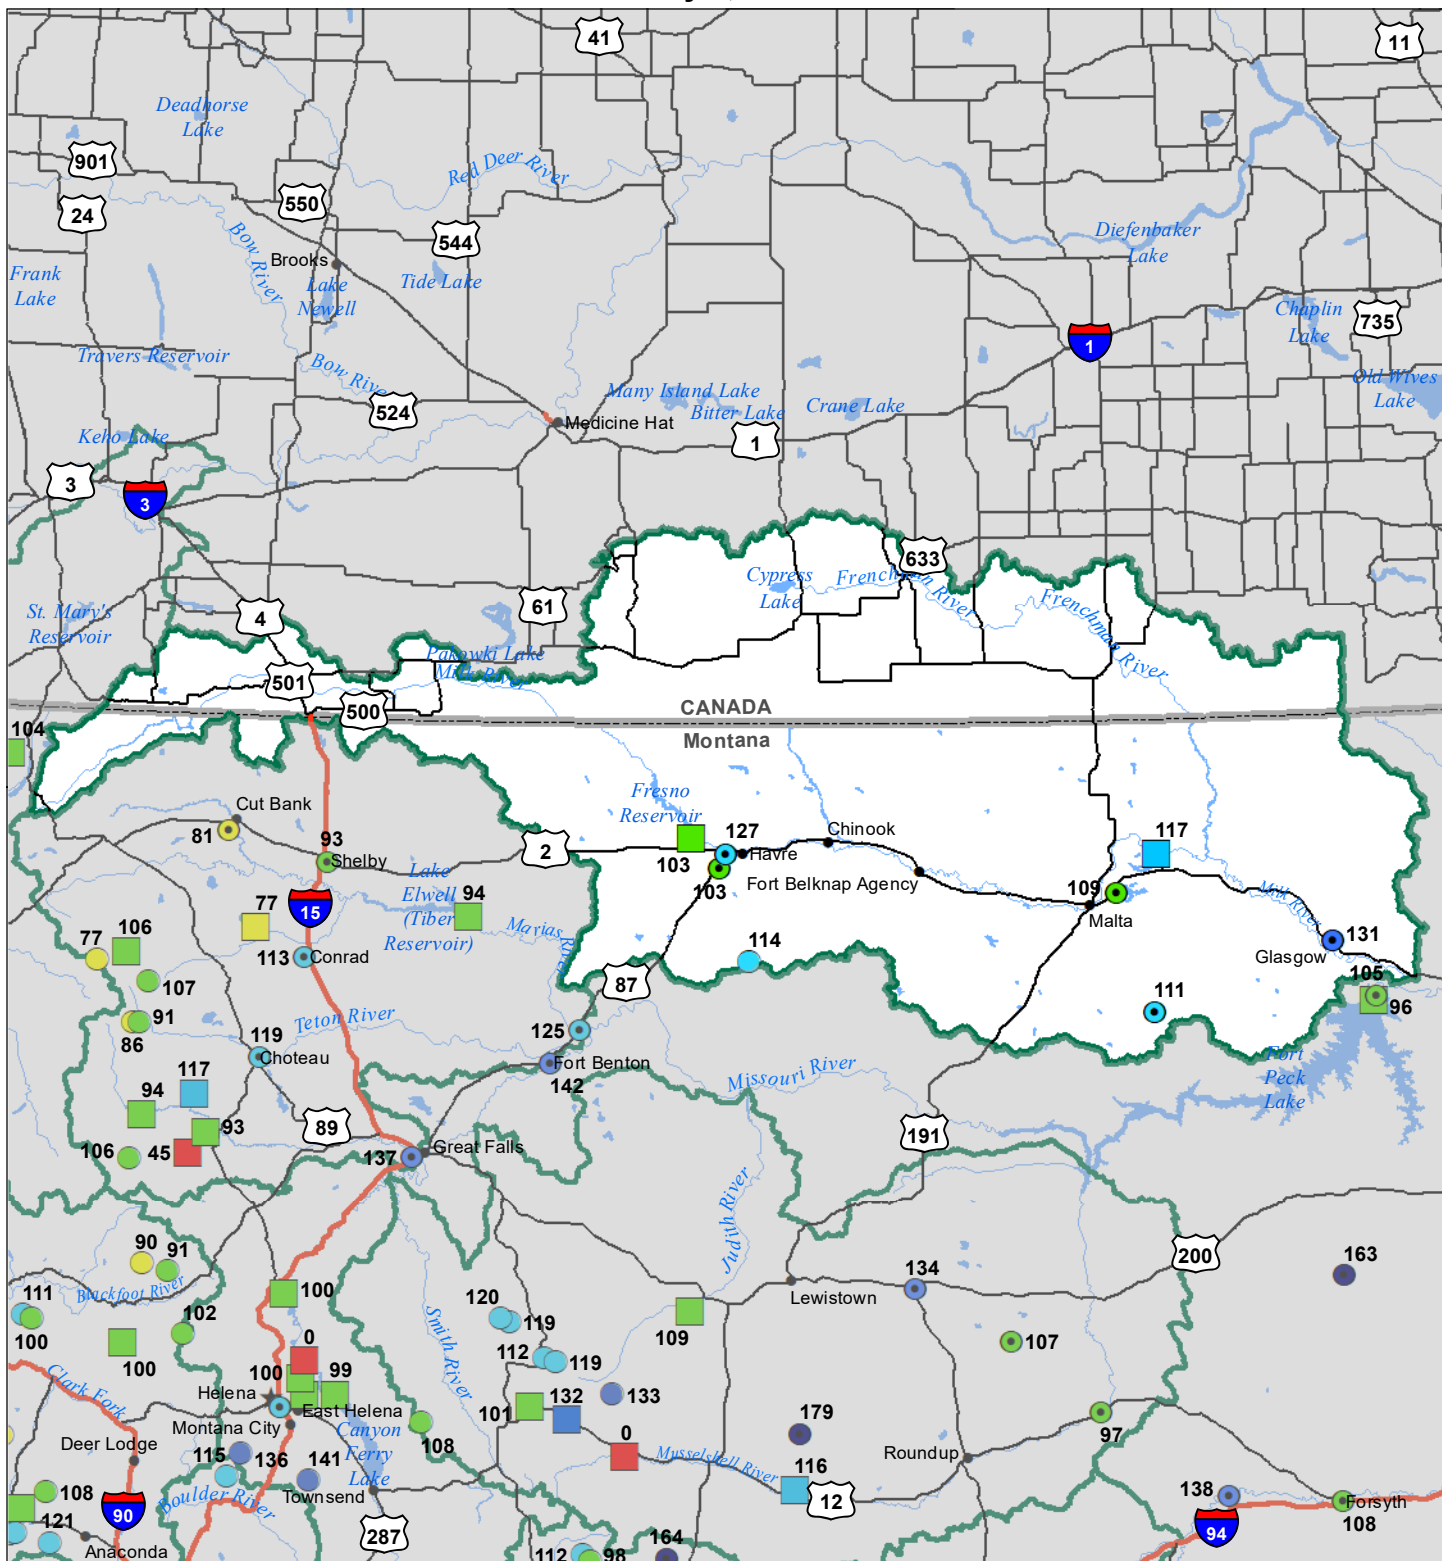 41
11
Deadhorse
Lake
901
Red Deer River
550
24
544
Bow River
Diefenbaker
Lake
Brooks
Frank
Lake
Lake
Newell
Tide Lake
Chaplin
Lake
735
1
Travers Reservoir
Bow River
Many Island Lake
Old Wives
Lake
524
Bitter Lake
Crane Lake
Medicine Hat
Keho Lake
1
3
3
633
Cypress
Lake
Frenchman River
Frenchman River
61
4
St. Mary's
Reservoir
Pakowki Lake
Milk River
501
500
CANADA
Montana
104
Fresno
Reservoir
Cut Bank
81
93
Shelby
2
127
Chinook
117
103
Havre
Fort Belknap Agency
103
Lake
Elwell
(Tiber
Reservoir)
94
109
Malta
Milk River
77
15
Marias River
77
106
113
Conrad
114
131
Glasgow
107
87
105
96
111
91
86
Teton River
125
119
Choteau
Fort Benton
142
Missouri River
Fort
Peck
Lake
117
94
93
89
191
106
45
137
Great Falls
Judith River
90
91
200
163
Blackfoot River
134
Lewistown
111
100
102
100
Smith River
120
119
109
107
100
0
112
119
Clark Fork
100
99
133
Helena
East Helena
101
132
Montana City
Canyon
Ferry
Lake
108
0
179
97
Deer Lodge
115
136
141
Musselshell River
Roundup
116
Townsend
12
108
90
Boulder River
138
Forsyth
108
121
287
94
Anaconda
112
98
164